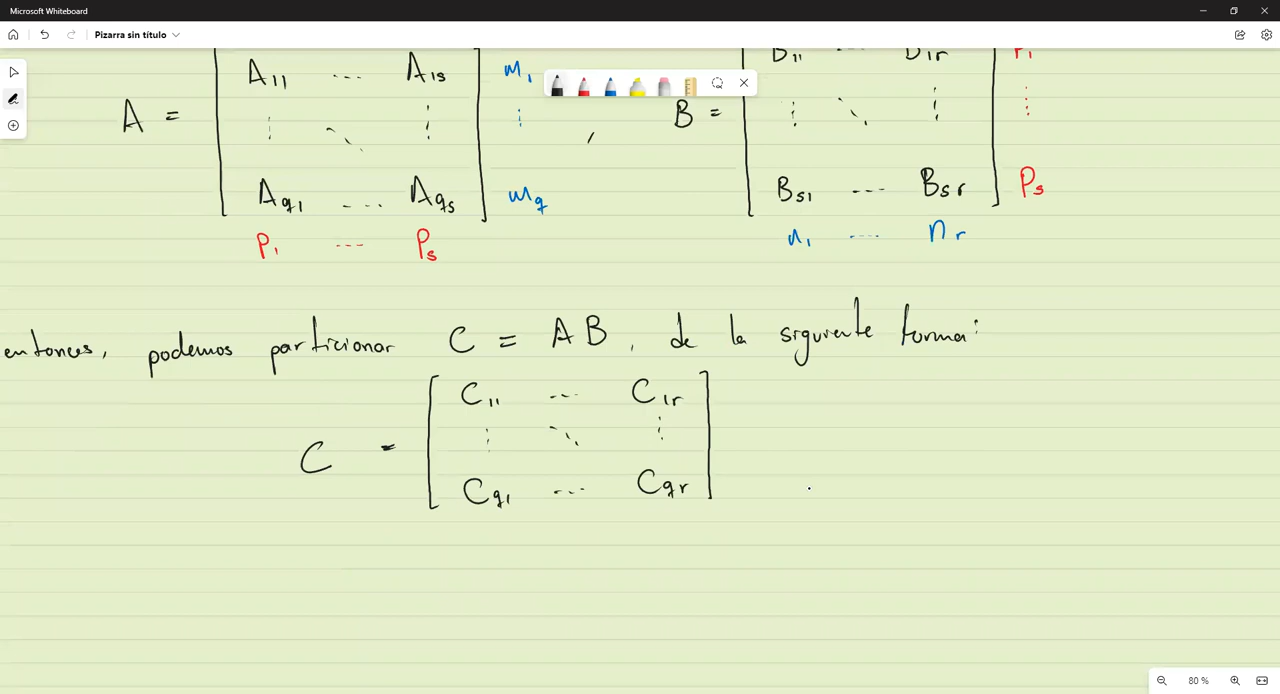 Microsoft Whiteboard
Pizarra sin título
A = [ A11 ... A1s ] m1 , B = [ B11 ... B1r ] P1
⋮ ⋱ ⋮ ⋮ ⋮ ⋱ ⋮ ⋮
Aq1 ... Aqs mq Bs1 ... Bsr Ps
P1 ... Ps n1 ... nr
entonces, podemos particionar C = AB, de la siguiente forma:
C = [ C11 ... C1r
⋮ ⋱ ⋮
Cq1 ... Cqr ]
80 %